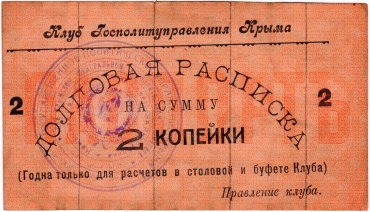 Клуб Госполитуправления Крыма
ДОЛГОВАЯ РАСПИСКА
2 НА СУММУ 2
2 КОПЕЙКИ
(Годна только для расчетов в столовой и буфете Клуба)
Правление клуба.